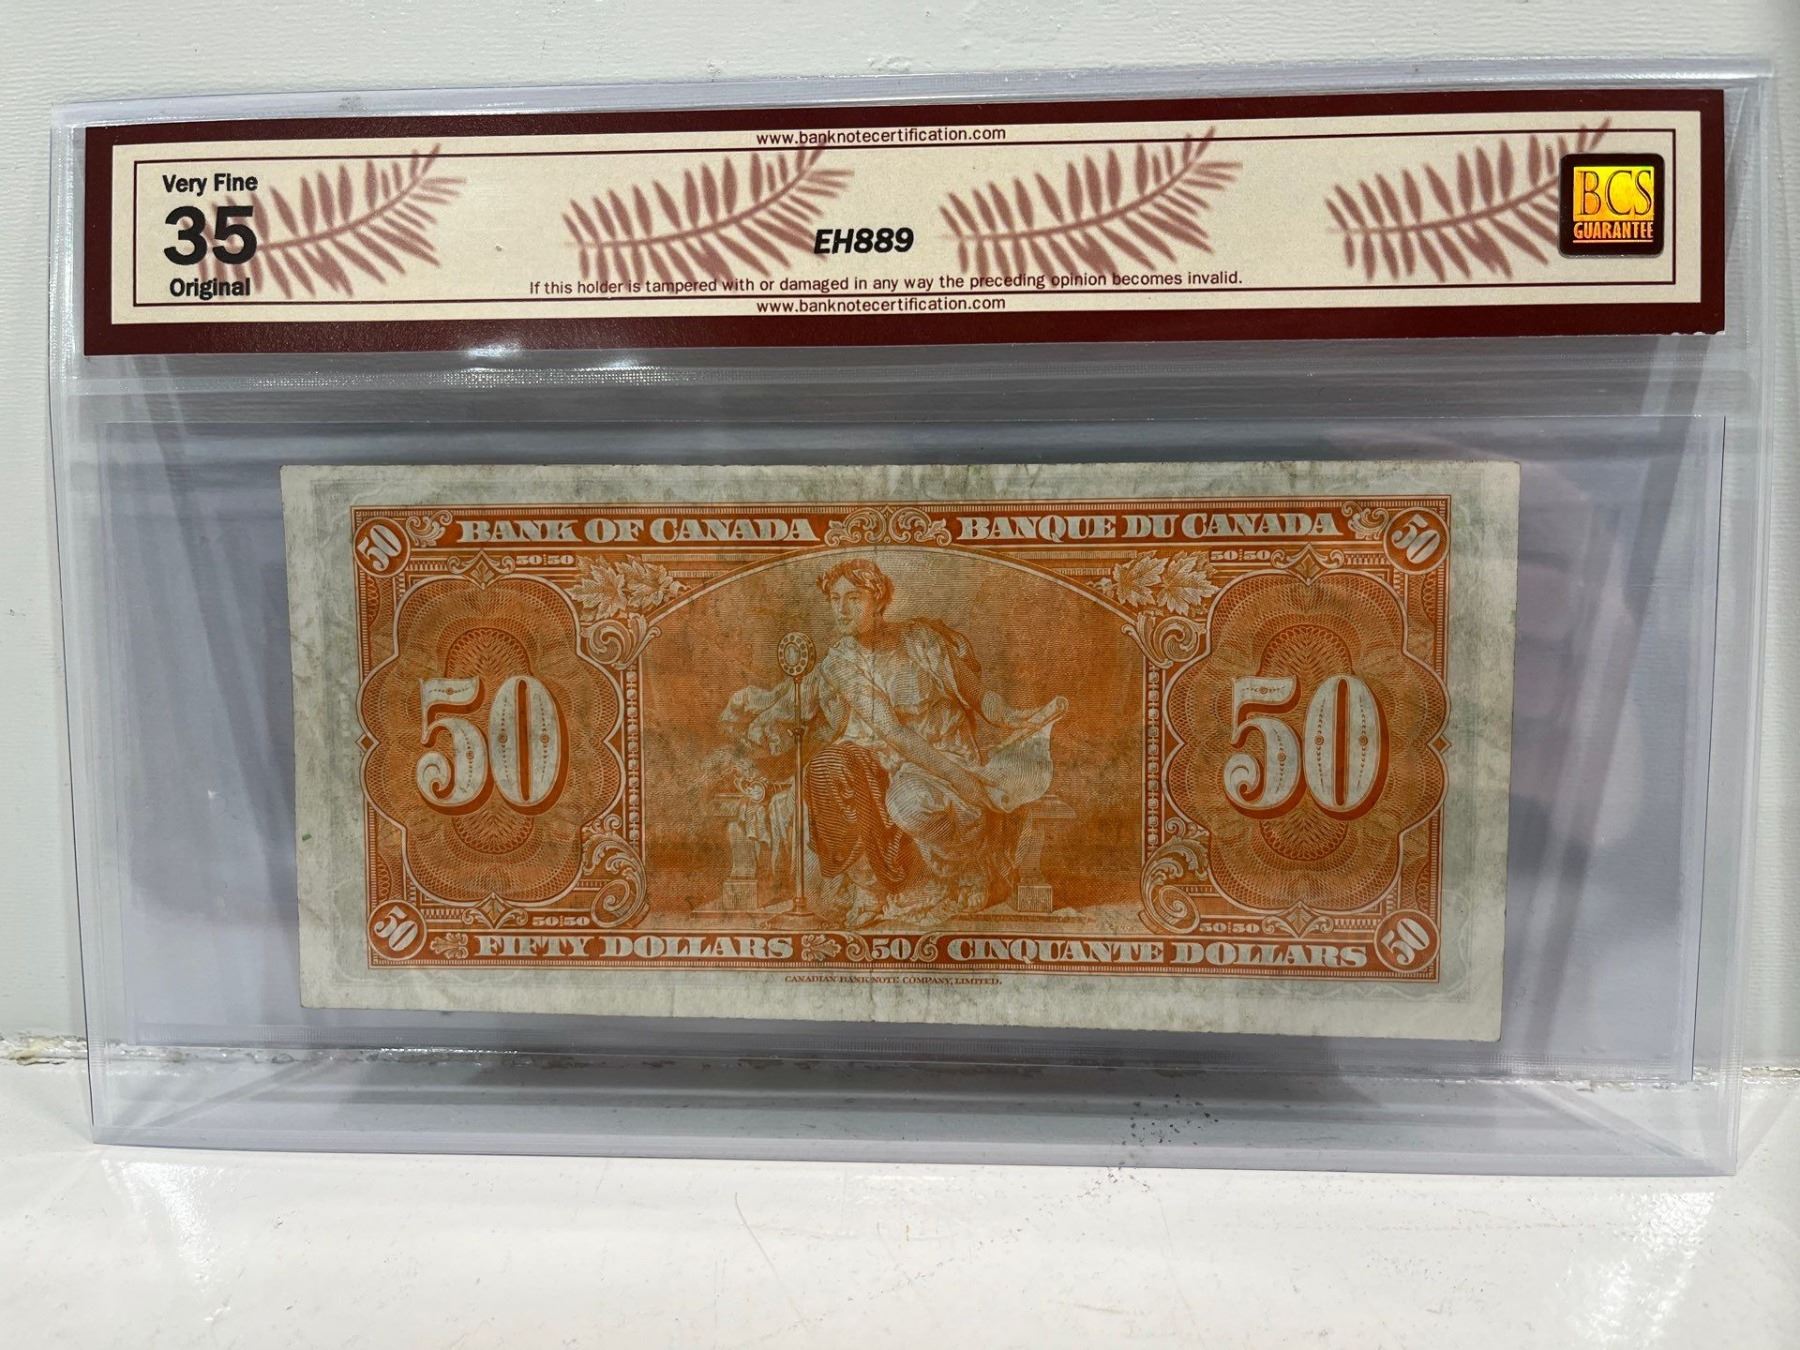 www.banknotecertification.com
Very Fine
35
Original
EH889
BCS
GUARANTEE
If this holder is tampered with or damaged in any way the preceding opinion becomes invalid.
www.banknotecertification.com
50 BANK OF CANADA BANQUE DU CANADA 50
50 50 50 50
50 50
50 50 50 50
50 FIFTY DOLLARS 50 CINQUANTE DOLLARS 50
CANADIAN BANK NOTE COMPANY, LIMITED.